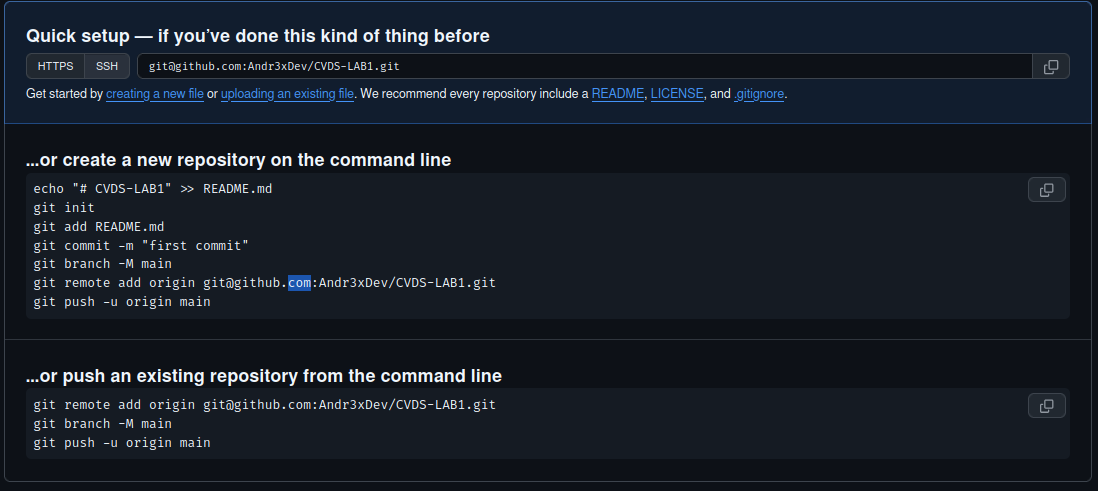 Quick setup — if you've done this kind of thing before
HTTPS SSH git@github.com:Andr3xDev/CVDS-LAB1.git
Get started by creating a new file or uploading an existing file. We recommend every repository include a README, LICENSE, and .gitignore.
...or create a new repository on the command line
echo "# CVDS-LAB1" >> README.md
git init
git add README.md
git commit -m "first commit"
git branch -M main
git remote add origin git@github.com:Andr3xDev/CVDS-LAB1.git
git push -u origin main
...or push an existing repository from the command line
git remote add origin git@github.com:Andr3xDev/CVDS-LAB1.git
git branch -M main
git push -u origin main